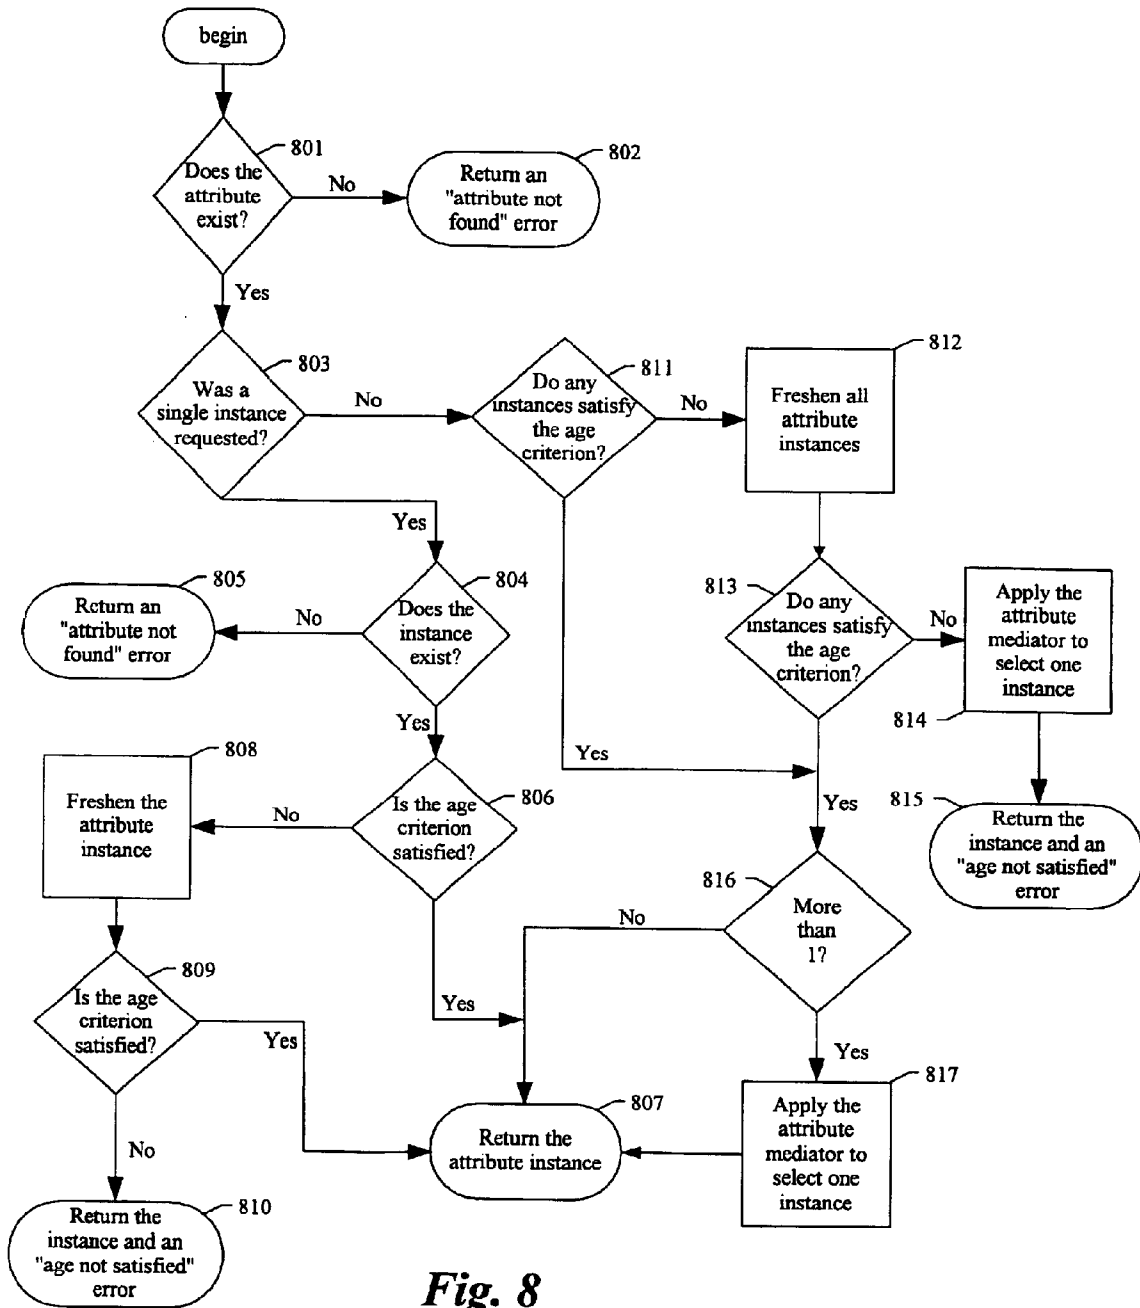 begin
801
Does the
attribute
exist?
No
802
Return an
"attribute not
found" error
Yes
803
Was a
single instance
requested?
No
811
Do any
instances satisfy
the age
criterion?
No
812
Freshen all
attribute
instances
Yes
804
Does the
instance
exist?
No
805
Return an
"attribute not
found" error
813
Do any
instances satisfy
the age
criterion?
No
Apply the
attribute
mediator to
select one
instance
814
Yes
Yes
Yes
808
Freshen the
attribute
instance
No
806
Is the age
criterion
satisfied?
815
Return the
instance and an
"age not satisfied"
error
816
More
than
1?
No
809
Is the age
criterion
satisfied?
Yes
Yes
Yes
817
Apply the
attribute
mediator to
select one
instance
807
Return the
attribute instance
No
810
Return the
instance and an
"age not satisfied"
error
Fig. 8